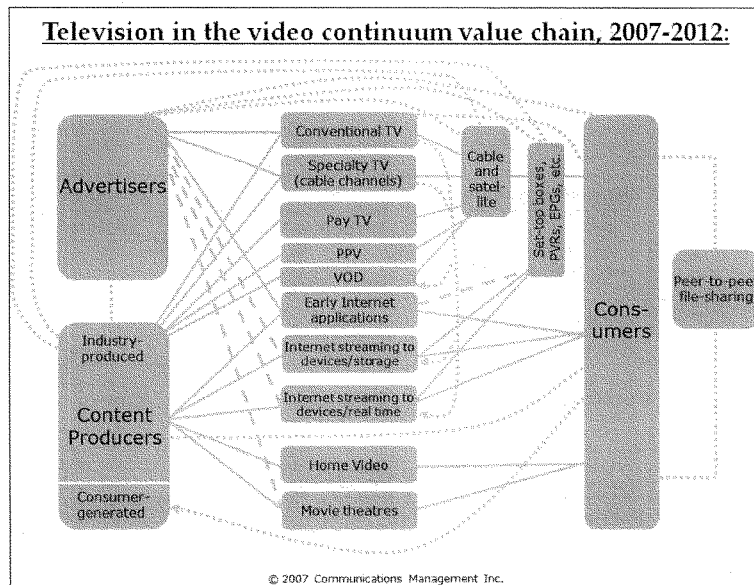 Television in the video continuum value chain, 2007-2012:
Advertisers
Industry-
produced
Content
Producers
Consumer-
generated
Conventional TV
Specialty TV
(cable channels)
Pay TV
PPV
VOD
Early Internet
applications
Internet streaming to
devices/storage
Internet streaming to
devices/real time
Home Video
Movie theatres
Cable
and
satel-
lite
Set-top boxes,
PVRs, EPGs, etc.
Cons-
umers
Peer-to-peer
file-sharing
© 2007 Communications Management Inc.